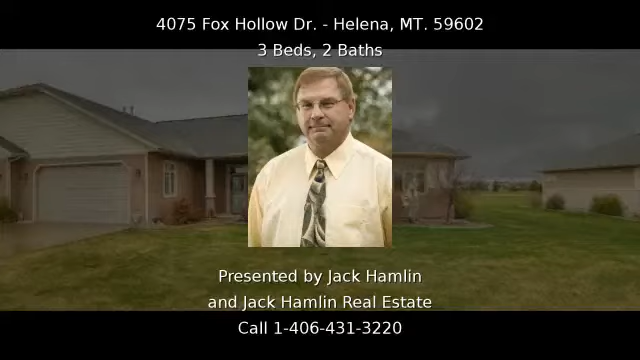 4075 Fox Hollow Dr. - Helena, MT. 59602
3 Beds, 2 Baths
Presented by Jack Hamlin
and Jack Hamlin Real Estate
Call 1-406-431-3220